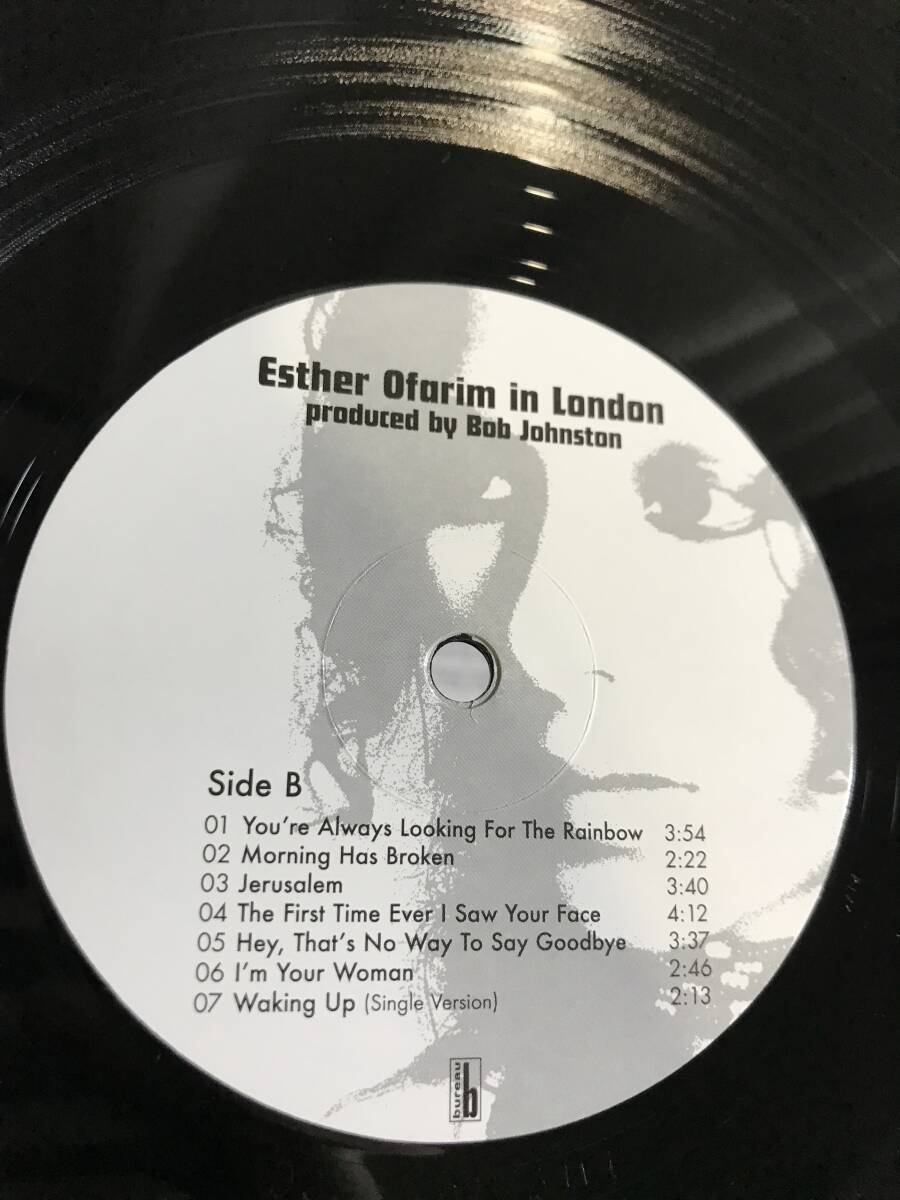 Esther Ofarim in London
produced by Bob Johnston
Side B
01 You're Always Looking For The Rainbow 3:54
02 Morning Has Broken 2:22
03 Jerusalem 3:40
04 The First Time Ever I Saw Your Face 4:12
05 Hey, That's No Way To Say Goodbye 3:37
06 I'm Your Woman 2:46
07 Waking Up (Single Version) 2:13
bureau b